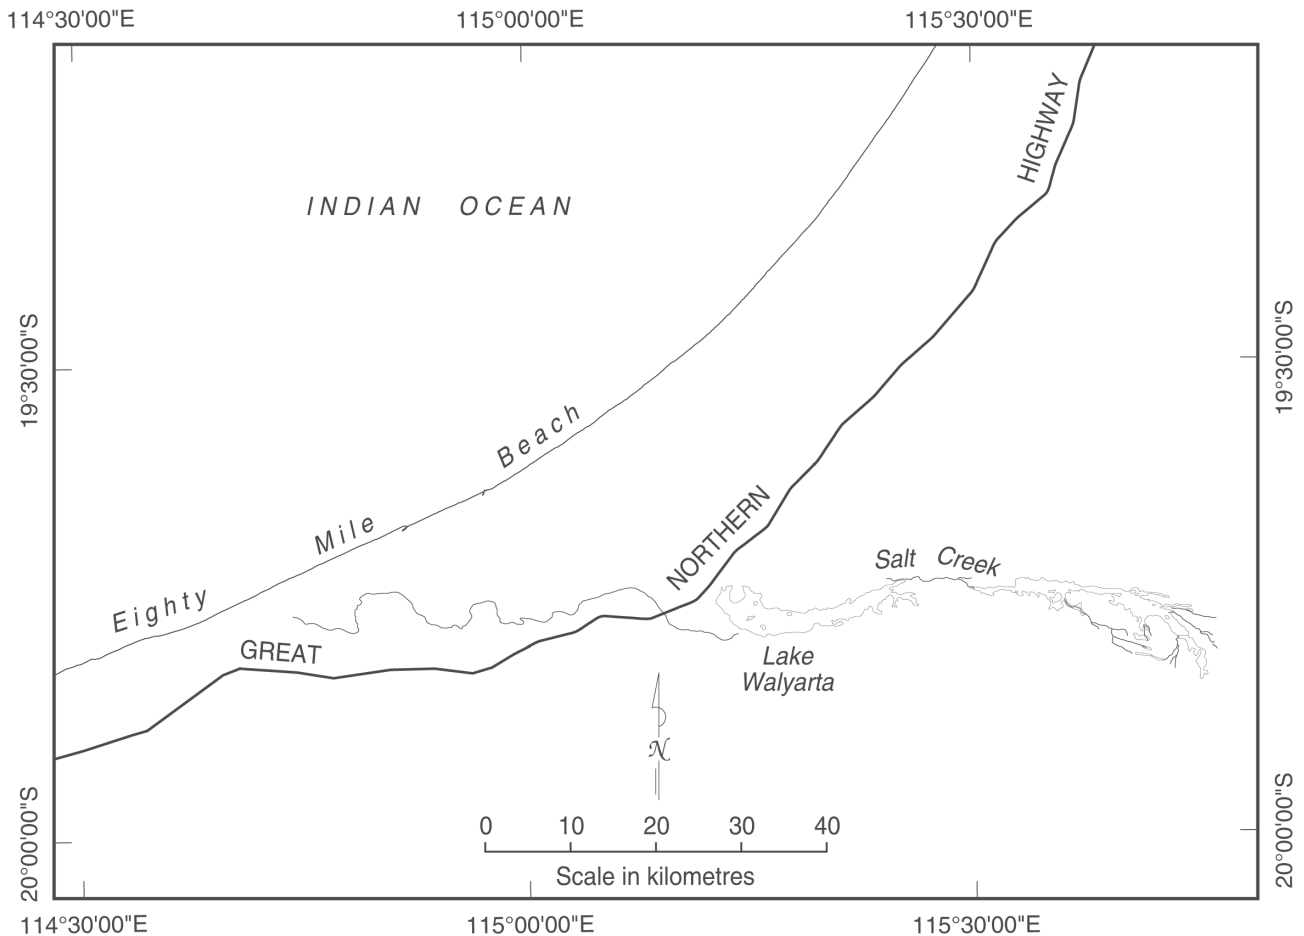 114°30'00"E 115°00'00"E 115°30'00"E
HIGHWAY
INDIAN OCEAN
19°30'00"S 19°30'00"S
Beach
NORTHERN
Mile
Salt Creek
Eighty
GREAT
Lake
Walyarta
N
0 10 20 30 40
Scale in kilometres
20°00'00"S 20°00'00"S
114°30'00"E 115°00'00"E 115°30'00"E